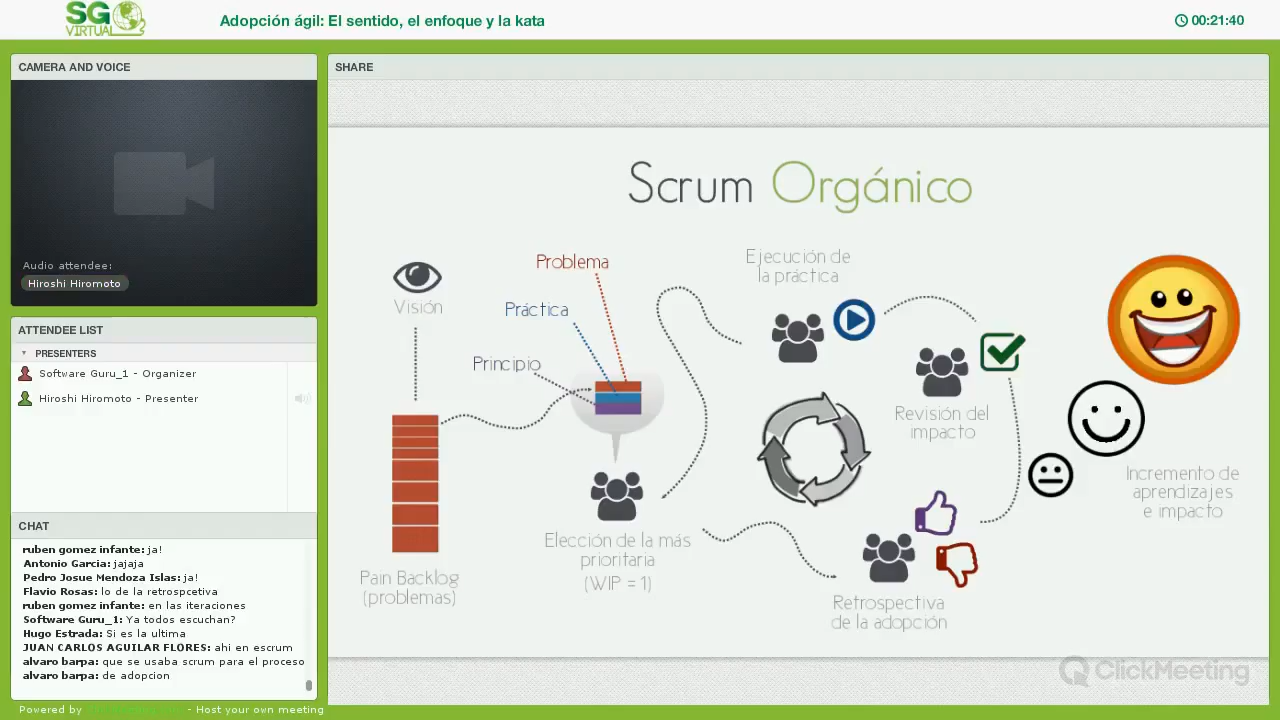 SG
VIRTUAL
Adopción ágil: El sentido, el enfoque y la kata
00:21:40
CAMERA AND VOICE
Audio attendee:
Hiroshi Hiromoto
ATTENDEE LIST
PRESENTERS
Software Guru_1 - Organizer
Hiroshi Hiromoto - Presenter
CHAT
ruben gomez infante: ja!
Antonio Garcia: jajaja
Pedro Josue Mendoza Islas: ja!
Flavio Rosas: lo de la retrospcetiva
ruben gomez infante: en las iteraciones
Software Guru_1: Ya todos escuchan?
Hugo Estrada: Si es la ultima
JUAN CARLOS AGUILAR FLORES: ahi en escrum
alvaro barpa: que se usaba scrum para el proceso
alvaro barpa: de adopcion
Powered by
- Host your own meeting
SHARE
Scrum Orgánico
Visión
Pain Backlog
(problemas)
Problema
Práctica
Principio
Elección de la más
prioritaria
(WIP = 1)
Ejecución de
la práctica
Revisión del
impacto
Retrospectiva
de la adopción
Incremento de
aprendizajes
e impacto
ClickMeeting